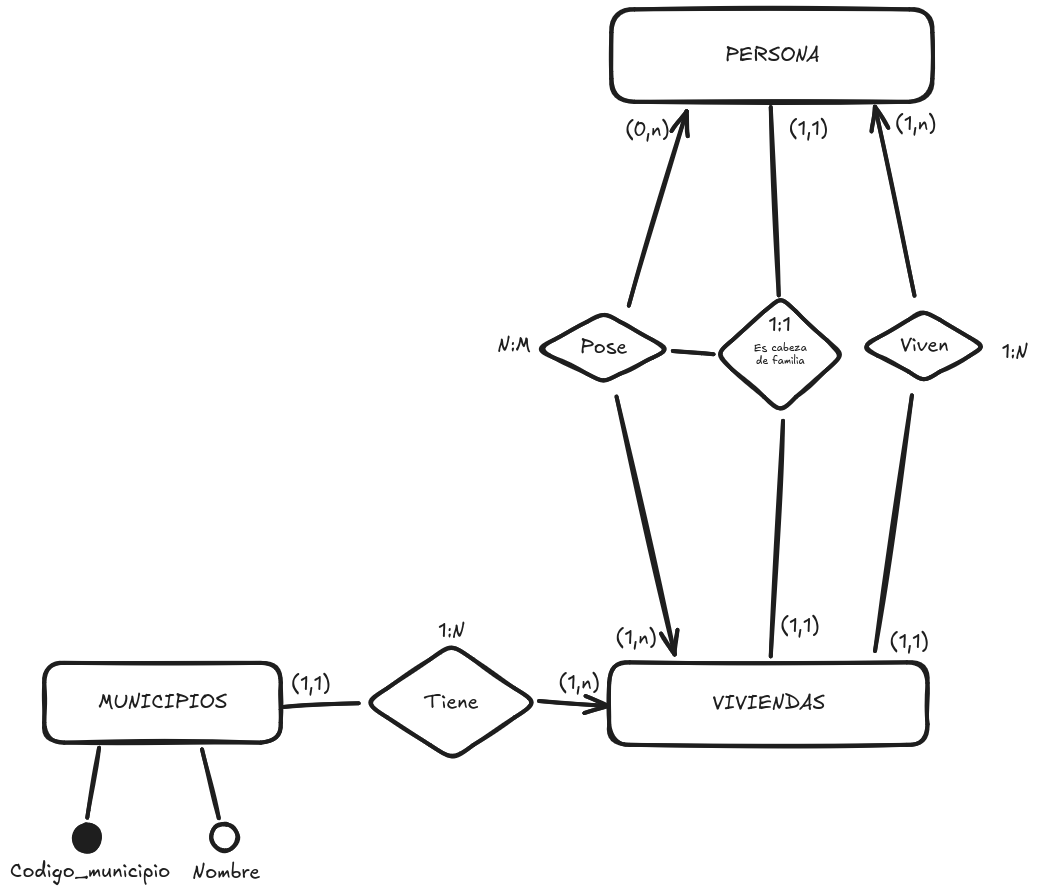 PERSONA
(0,n)
(1,1)
(1,n)
N:M
Pose
1:1
Es cabeza
de familia
Viven
1:N
(1,n)
(1,1)
(1,1)
1:N
MUNICIPIOS
(1,1)
Tiene
(1,n)
VIVIENDAS
Codigo_municipio
Nombre